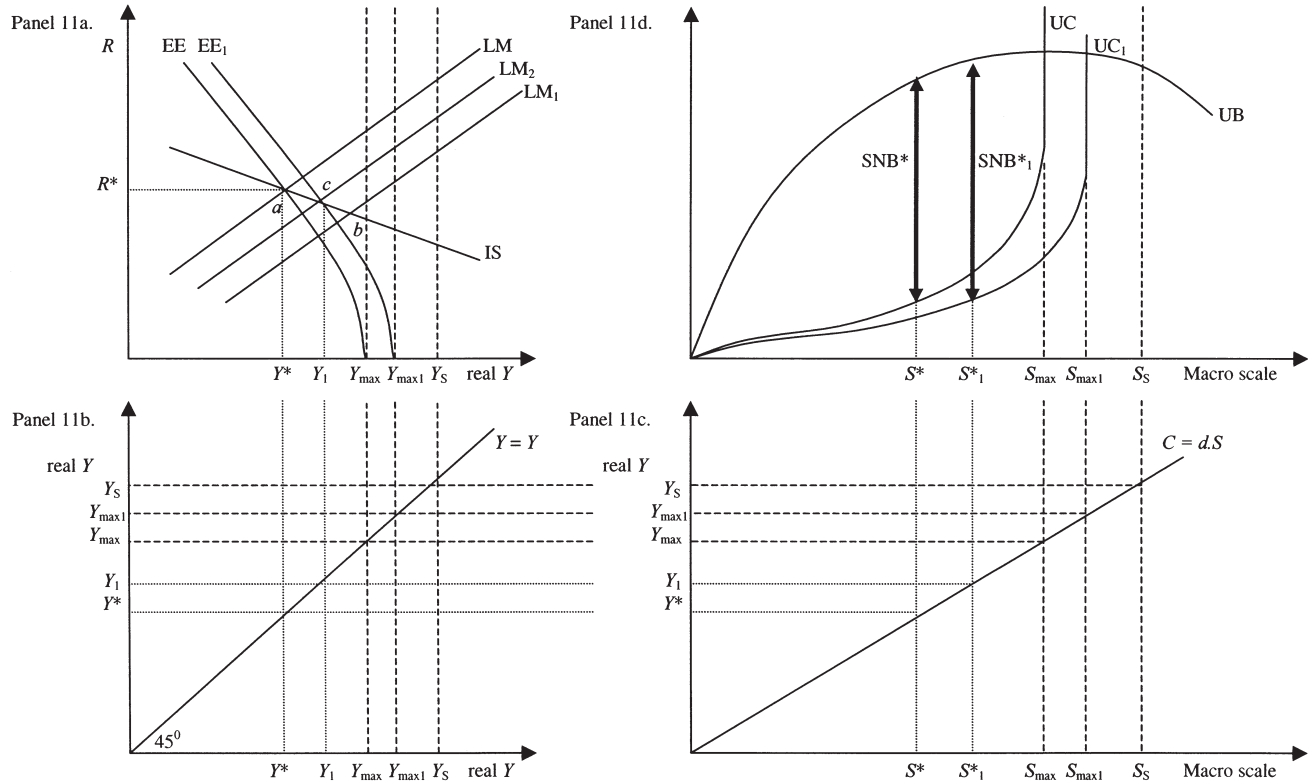 Panel 11a.
R
EE EE₁
LM
LM₂
LM₁
R*
c
a
b
IS
Y* Y₁ Yₘₐₓ Yₘₐₓ₁ Yₛ real Y
Panel 11d.
UC
UC₁
UB
SNB* SNB*₁
S* S*₁ Sₘₐₓ Sₘₐₓ₁ Sₛ Macro scale
Panel 11b.
real Y
Y = Y
Yₛ
Yₘₐₓ₁
Yₘₐₓ
Y₁
Y*
45⁰
Y* Y₁ Yₘₐₓ Yₘₐₓ₁ Yₛ real Y
Panel 11c.
real Y
C = d.S
Yₛ
Yₘₐₓ₁
Yₘₐₓ
Y₁
Y*
S* S*₁ Sₘₐₓ Sₘₐₓ₁ Sₛ Macro scale